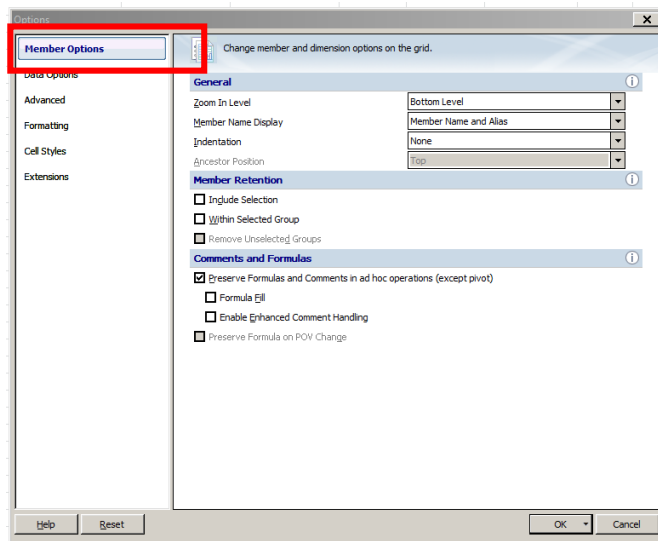 Options
Member Options
Data Options
Advanced
Formatting
Cell Styles
Extensions
Change member and dimension options on the grid.
General
Zoom In Level
Bottom Level
Member Name Display
Member Name and Alias
Indentation
None
Ancestor Position
Top
Member Retention
Include Selection
Within Selected Group
Remove Unselected Groups
Comments and Formulas
Preserve Formulas and Comments in ad hoc operations (except pivot)
Formula Fill
Enable Enhanced Comment Handling
Preserve Formula on POV Change
Help
Reset
OK
Cancel